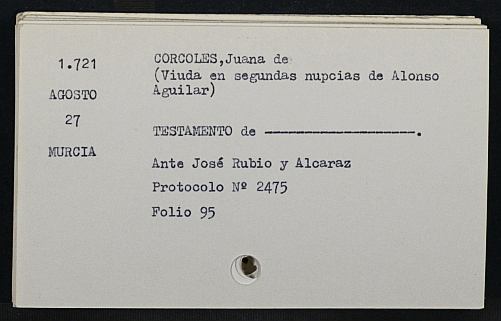 1.721
AGOSTO
27
MURCIA
CORCOLES,Juana de
(Viuda en segundas nupcias de Alonso
Aguilar)
TESTAMENTO de --------------------.
Ante José Rubio y Alcaraz
Protocolo Nº 2475
Folio 95